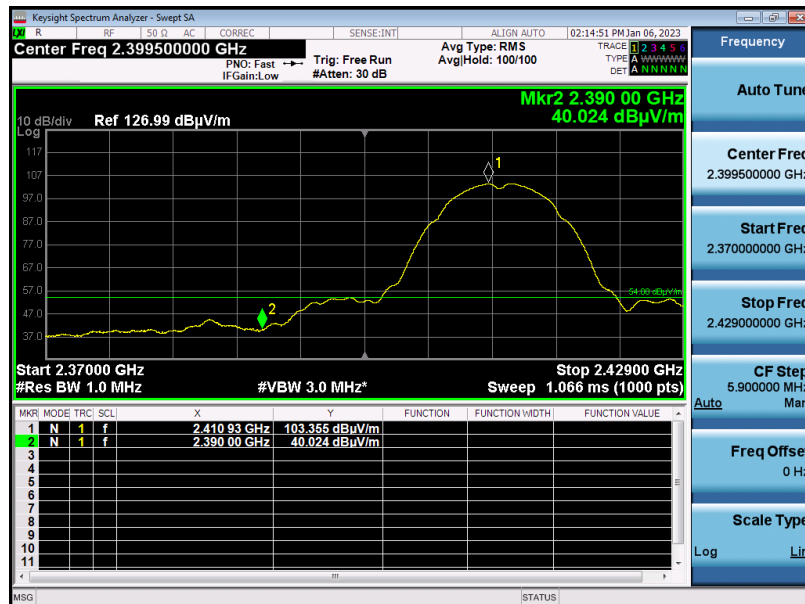 Keysight Spectrum Analyzer - Swept SA
LXI R RF 50 Ω AC CORREC SENSE:INT ALIGN AUTO 02:14:51 PM Jan 06, 2023
Center Freq 2.399500000 GHz
PNO: Fast
IFGain:Low
Trig: Free Run
#Atten: 30 dB
Avg Type: RMS
Avg|Hold: 100/100
TRACE 1 2 3 4 5 6
TYPE A WWWWW
DET A N N N N N
Mkr2 2.390 00 GHz
40.024 dBµV/m
10 dB/div Ref 126.99 dBµV/m
Log
117
107
97.0
87.0
77.0
67.0
57.0
47.0
37.0
1
2
54.00 dBµV/m
Start 2.37000 GHz Stop 2.42900 GHz
#Res BW 1.0 MHz #VBW 3.0 MHz* Sweep 1.066 ms (1000 pts)
MKR MODE TRC SCL X Y FUNCTION FUNCTION WIDTH FUNCTION VALUE
1 N 1 f 2.410 93 GHz 103.355 dBµV/m
2 N 1 f 2.390 00 GHz 40.024 dBµV/m
3
4
5
6
7
8
9
10
11
MSG STATUS
Frequency
Auto Tune
Center Freq
2.399500000 GHz
Start Freq
2.370000000 GHz
Stop Freq
2.429000000 GHz
CF Step
5.900000 MHz
Auto Man
Freq Offset
0 Hz
Scale Type
Log Lin